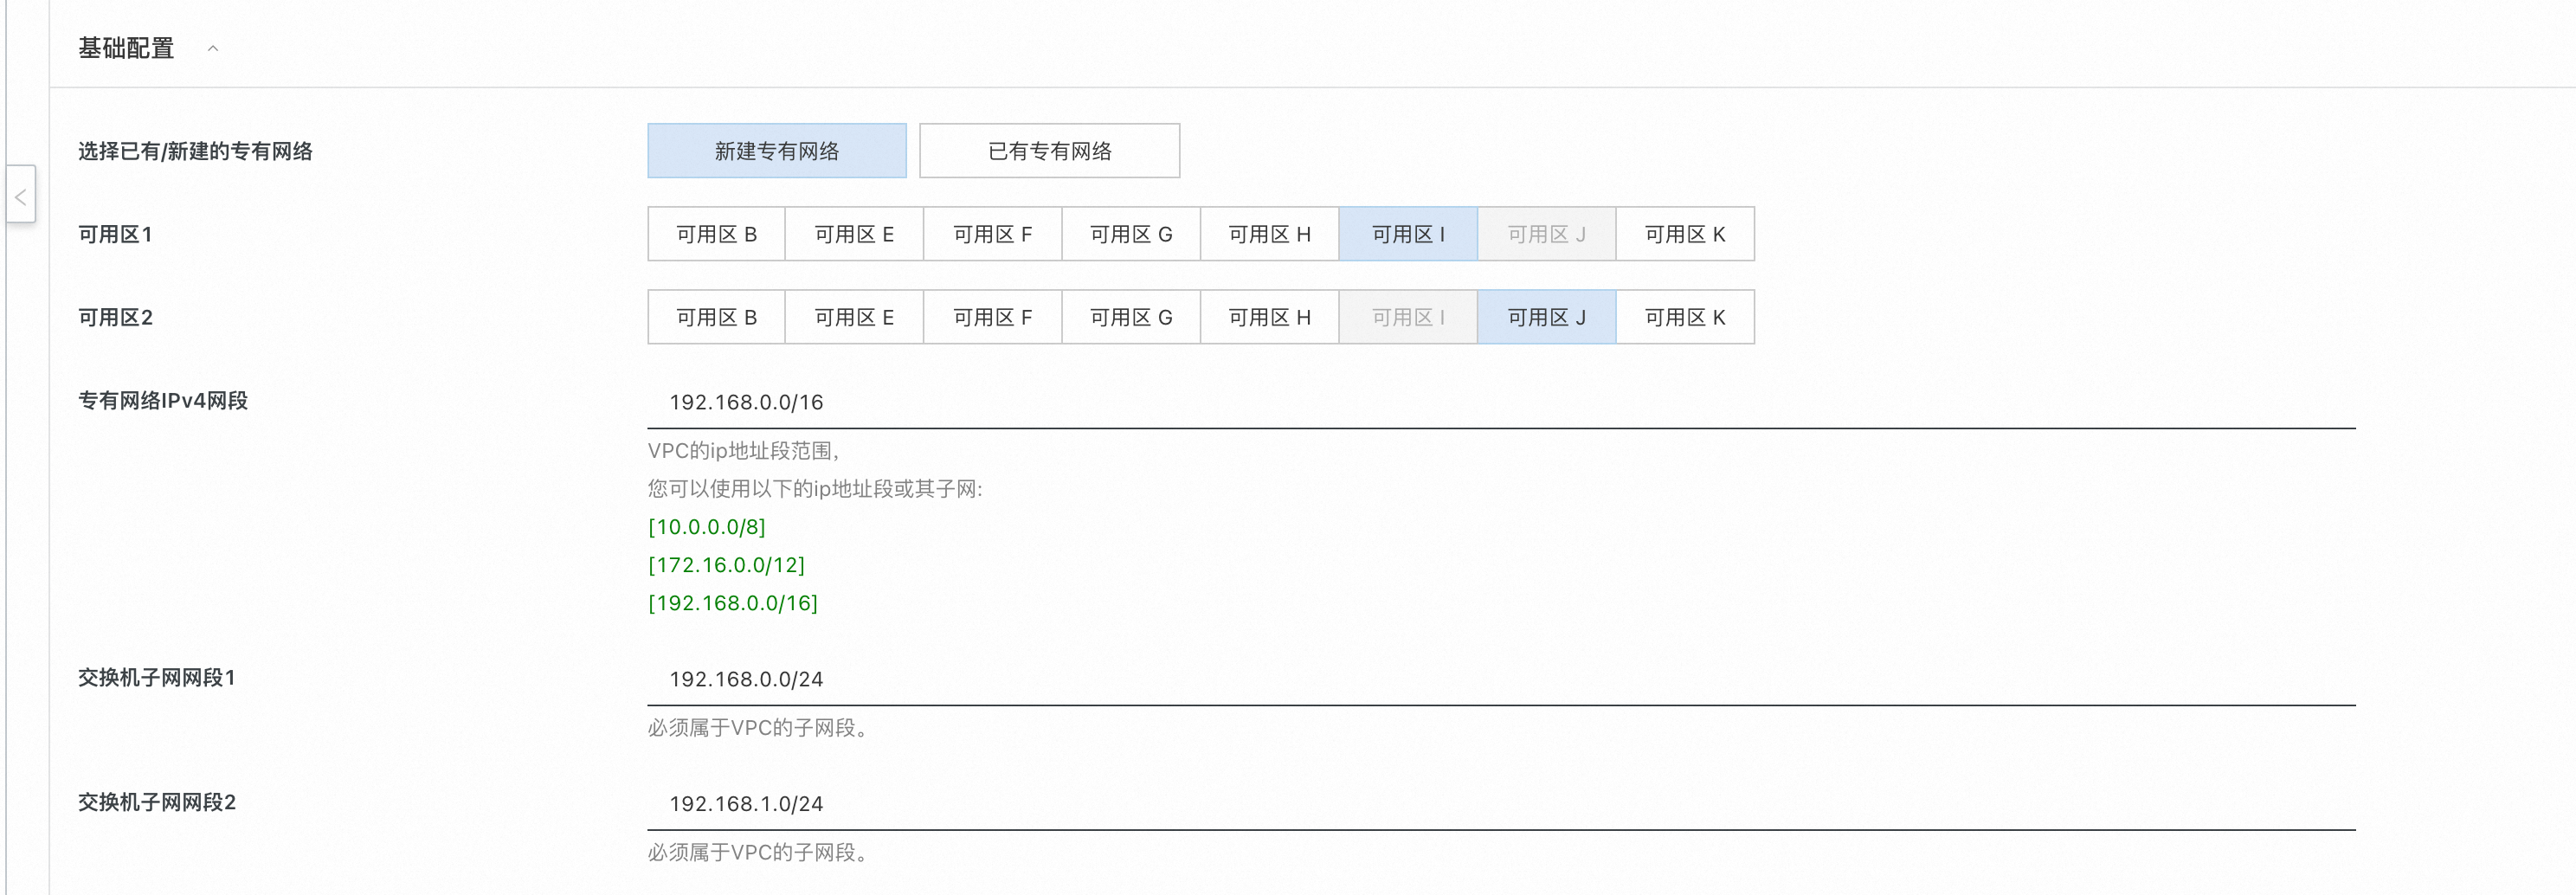 基础配置
选择已有/新建的专有网络
新建专有网络
已有专有网络
可用区1
可用区 B
可用区 E
可用区 F
可用区 G
可用区 H
可用区 I
可用区 J
可用区 K
可用区2
可用区 B
可用区 E
可用区 F
可用区 G
可用区 H
可用区 I
可用区 J
可用区 K
专有网络IPv4网段
192.168.0.0/16
VPC的ip地址段范围，
您可以使用以下的ip地址段或其子网:
[10.0.0.0/8]
[172.16.0.0/12]
[192.168.0.0/16]
交换机子网网段1
192.168.0.0/24
必须属于VPC的子网段。
交换机子网网段2
192.168.1.0/24
必须属于VPC的子网段。